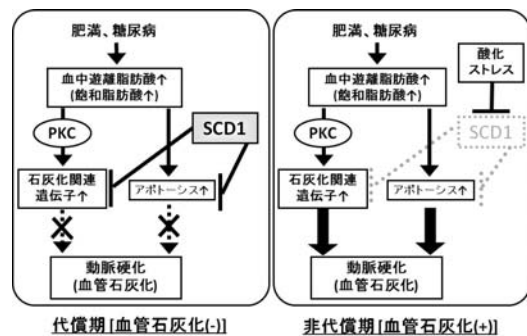 肥満、糖尿病
血中遊離脂肪酸↑
(飽和脂肪酸↑)
PKC
SCD1
石灰化関連
遺伝子↑
アポトーシス↑
動脈硬化
(血管石灰化)
代償期[血管石灰化(-)]
肥満、糖尿病
酸化
ストレス
血中遊離脂肪酸↑
(飽和脂肪酸↑)
PKC
SCD1
石灰化関連
遺伝子↑
アポトーシス↑
動脈硬化
(血管石灰化)
非代償期[血管石灰化(+)]